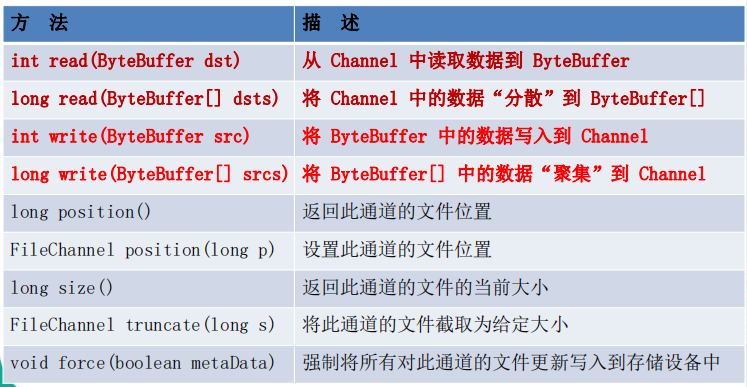 方 法 描 述
int read(ByteBuffer dst) 从 Channel 中读取数据到 ByteBuffer
long read(ByteBuffer[] dsts) 将 Channel 中的数据“分散”到 ByteBuffer[]
int write(ByteBuffer src) 将 ByteBuffer 中的数据写入到 Channel
long write(ByteBuffer[] srcs) 将 ByteBuffer[] 中的数据“聚集”到 Channel
long position() 返回此通道的文件位置
FileChannel position(long p) 设置此通道的文件位置
long size() 返回此通道的文件的当前大小
FileChannel truncate(long s) 将此通道的文件截取为给定大小
void force(boolean metaData) 强制将所有对此通道的文件更新写入到存储设备中